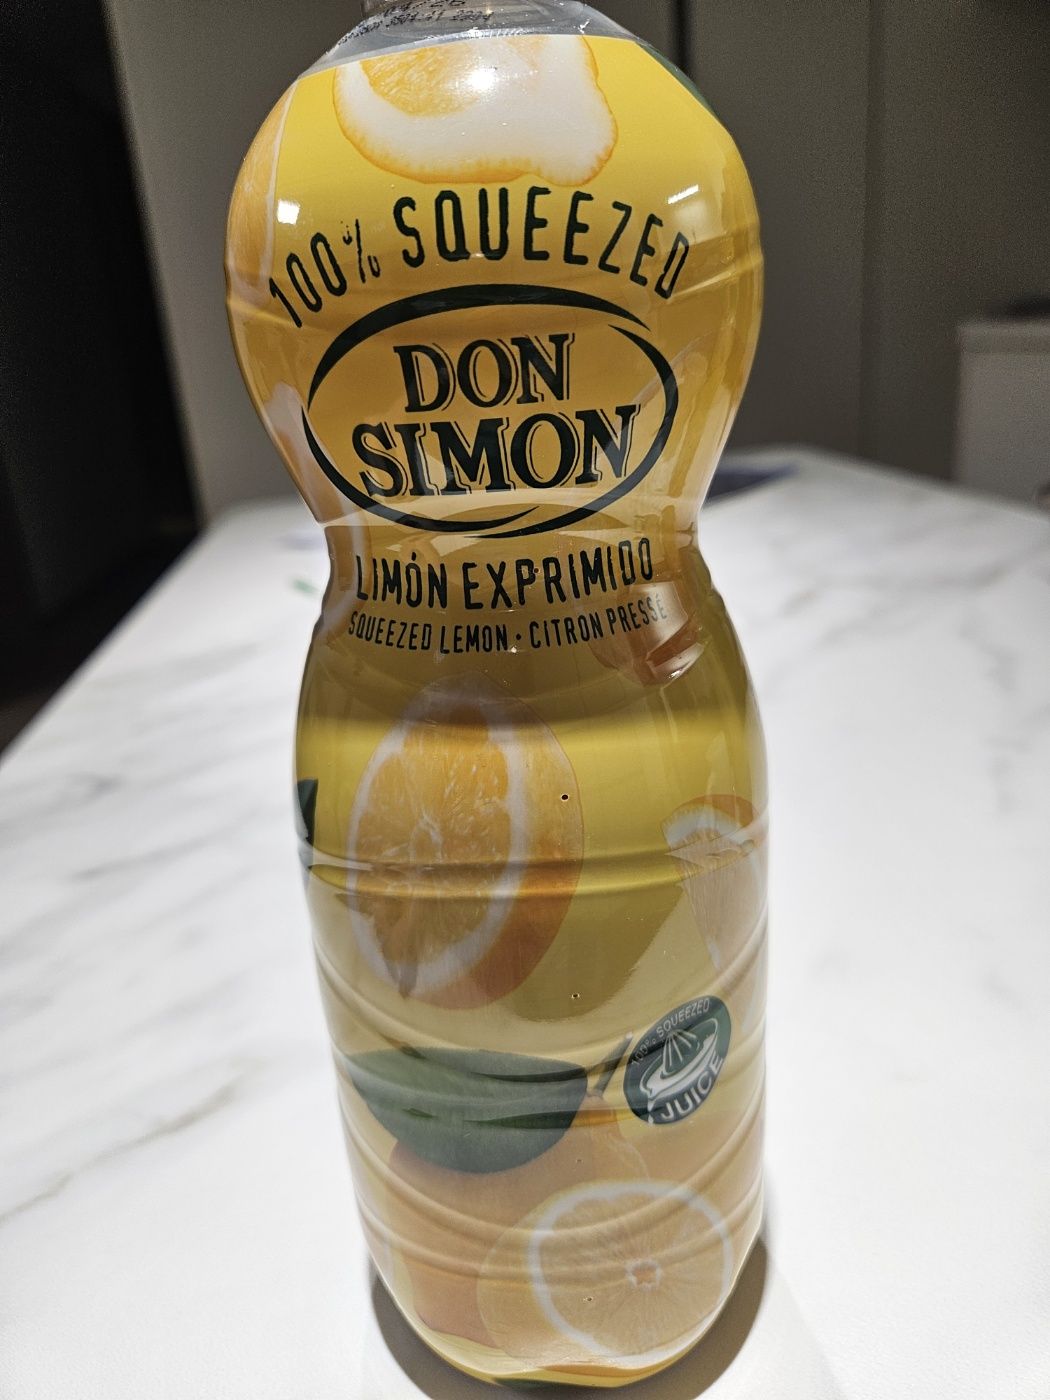 100% SQUEEZED
DON
SIMON
LIMÓN EXPRIMIDO
SQUEEZED LEMON • CITRON PRESSÉ
100% SQUEEZED
JUICE